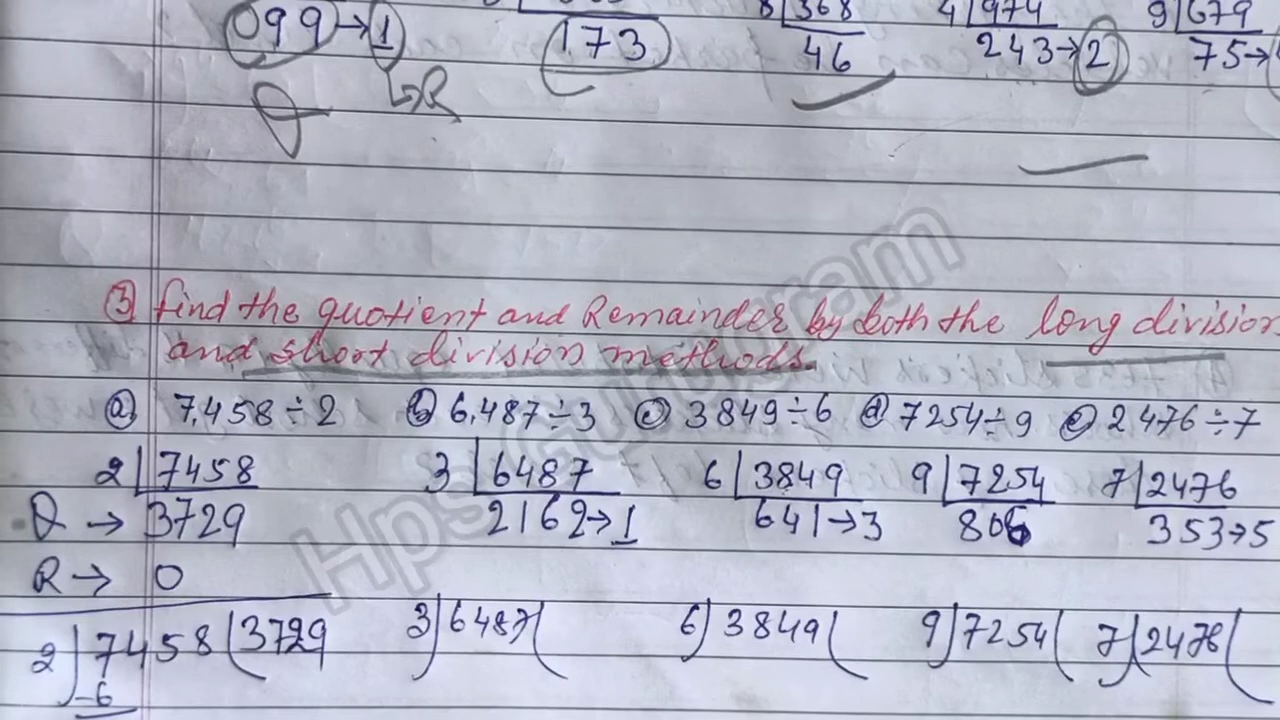 099→1 173 8 368 4 974 9 679
46 243→2 75→
Q R
③ find the quotient and Remainder by both the long division
and short division methods.
ⓐ 7,458÷2 ⓑ 6,487÷3 ⓒ 3849÷6 ⓓ 7254÷9 ⓔ 2476÷7
2 7458 3 6487 6 3849 9 7254 7 2476
Q → 3729 2162→1 641→3 806 353→5
R → 0
2) 7458 (3729 3) 6487( 6) 3849( 9) 7254( 7) 2476(
-6